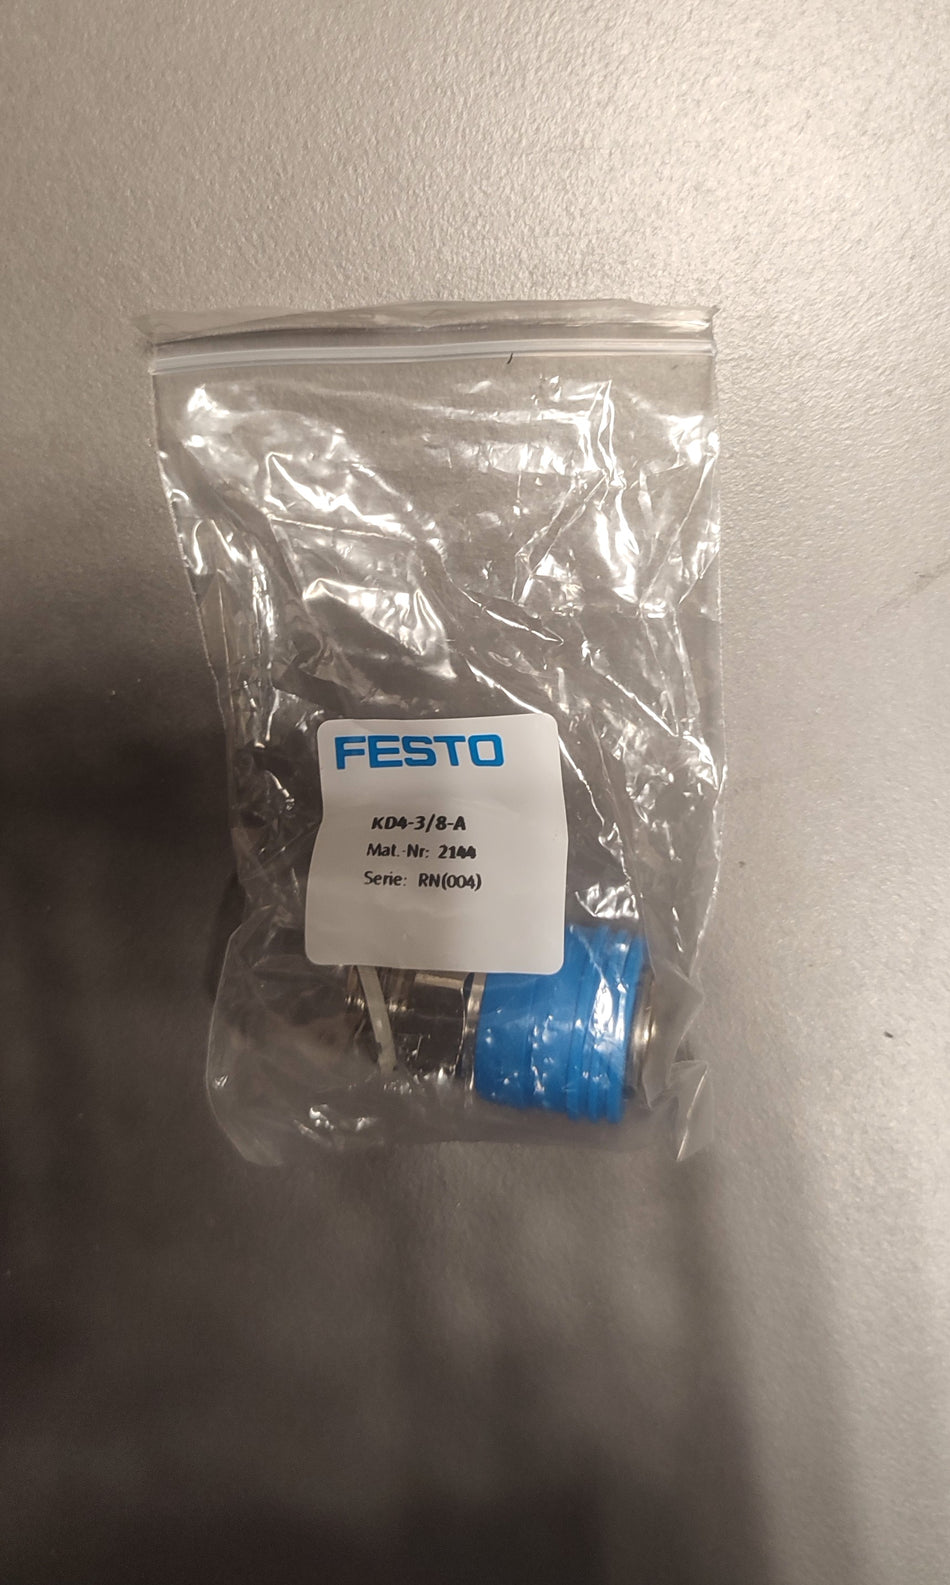 FESTO
KD4-3/8-A
Mat.-Nr: 2144
Serie: RN(004)